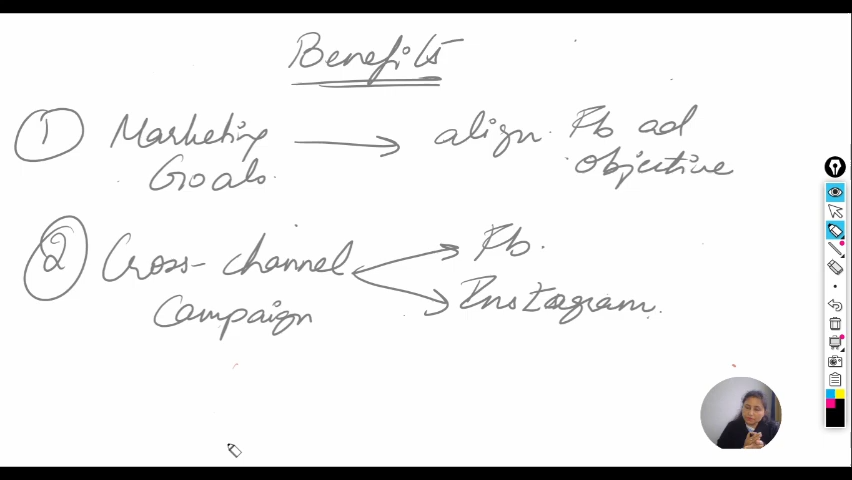 Benefits
① Marketing → align Fb ad
Goals objective
② Cross-channel Fb.
campaign Instagram.